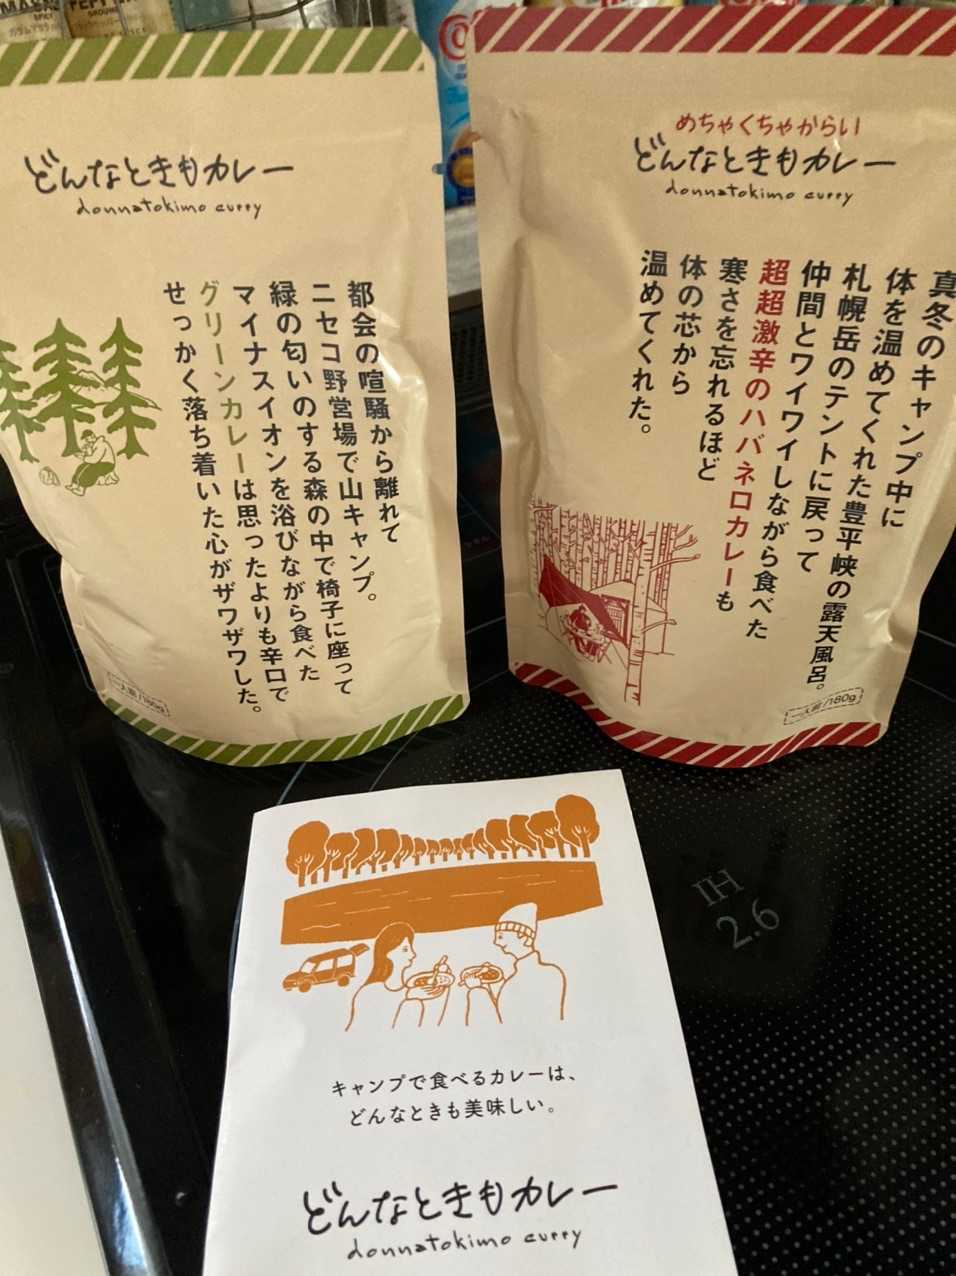 どんなときもカレー
donnatokimo curry
都会の喧騒から離れて
ニセコ野営場で山キャンプ。
緑の匂いのする森の中で椅子に座って
マイナスイオンを浴びながら食べた
グリーンカレーは思ったよりも辛口で
せっかく落ち着いた心がザワザワした。
一人前/180g
めちゃくちゃからい
どんなときもカレー
donnatokimo curry
真冬のキャンプ中に
体を温めてくれた豊平峡の露天風呂。
札幌岳のテントに戻って
仲間とワイワイしながら食べた
超超激辛のハバネロカレーも
寒さを忘れるほど
体の芯から
温めてくれた。
一人前/180g
IH
2.6
キャンプで食べるカレーは、
どんなときも美味しい。
どんなときもカレー
donnatokimo curry